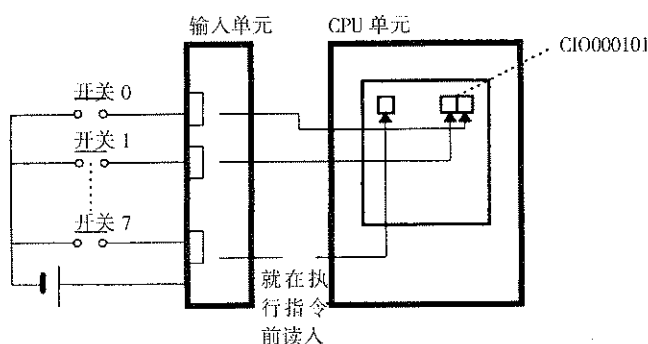 输入单元
CPU 单元
CIO000101
开关 0
开关 1
开关 7
就在执
行指令
前读入